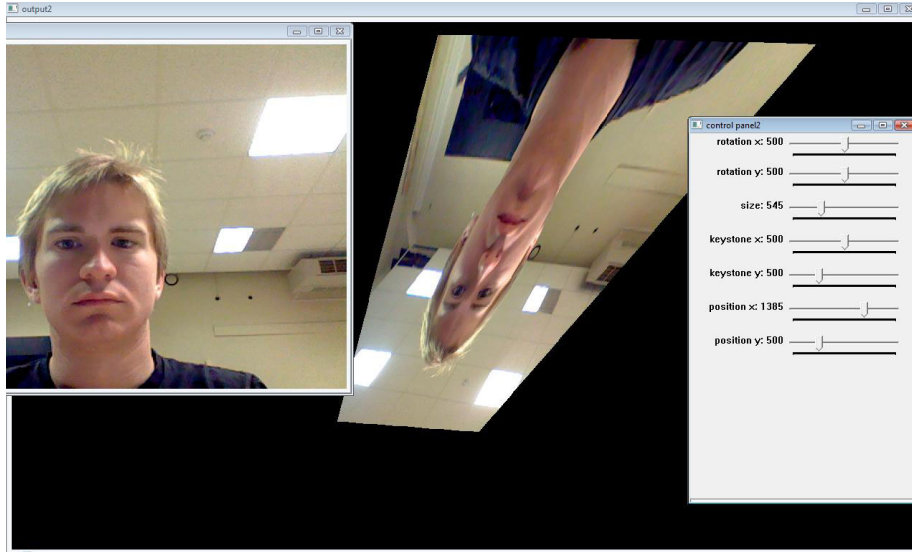 output2
control panel2
rotation x: 500
rotation y: 500
size: 545
keystone x: 500
keystone y: 500
position x: 1385
position y: 500